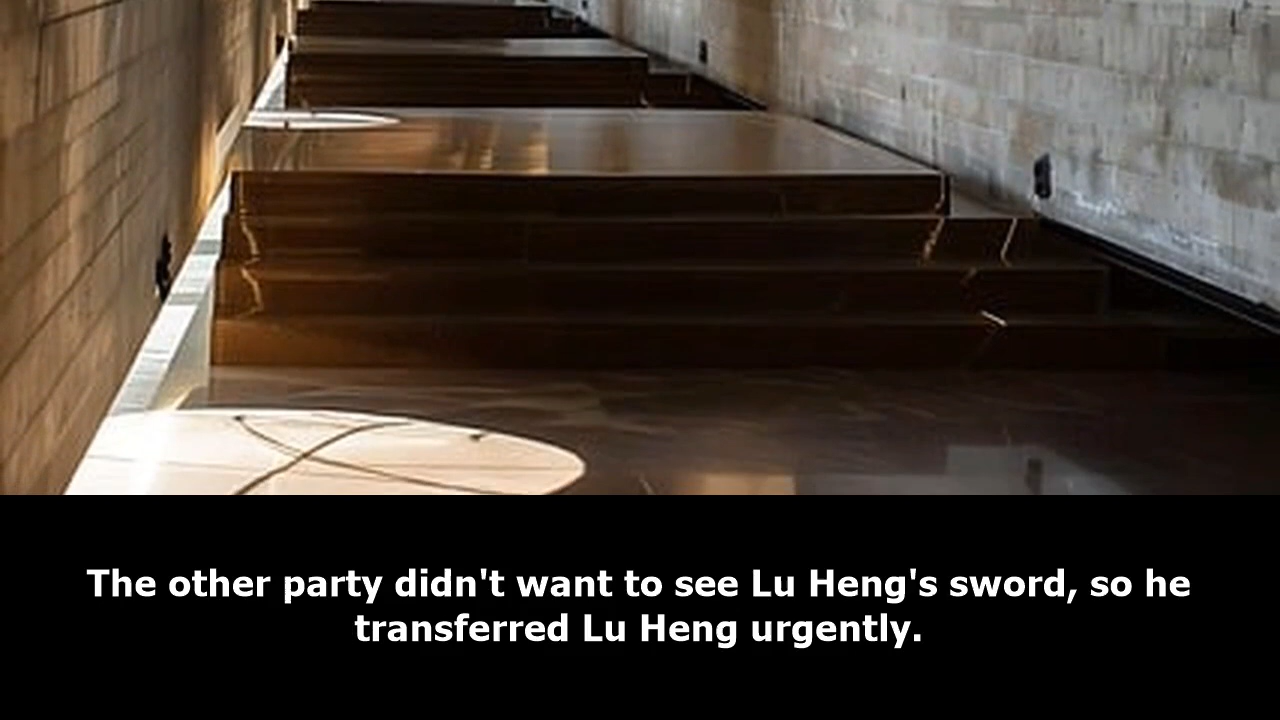 The other party didn't want to see Lu Heng's sword, so he
transferred Lu Heng urgently.